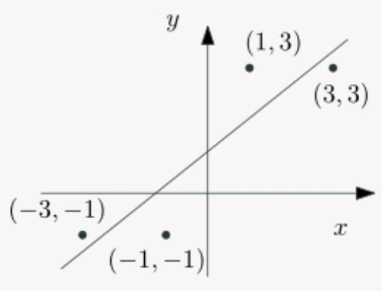 y
(1, 3)
(3, 3)
(−3, −1)
x
(−1, −1)